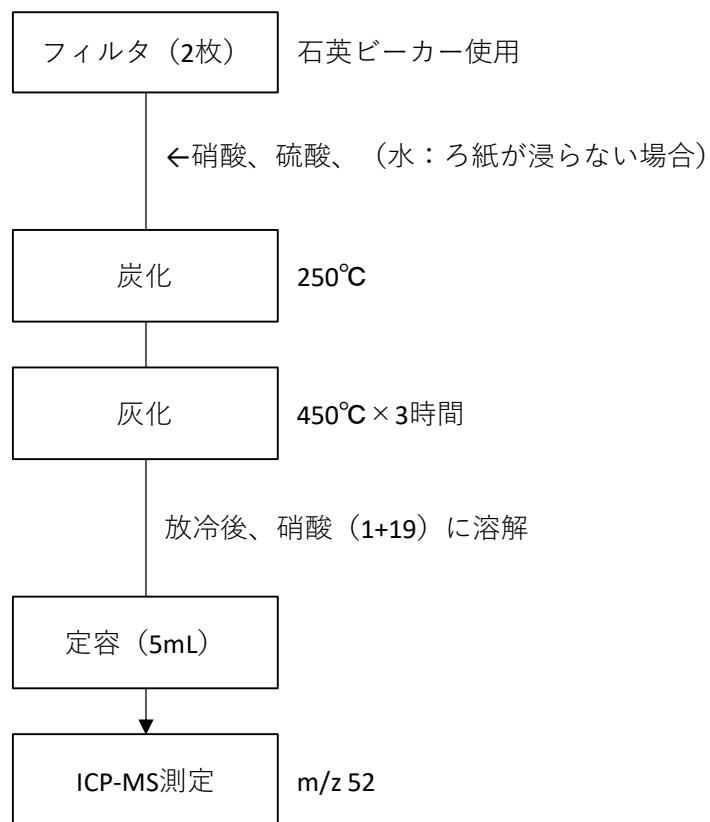 フィルタ（2枚） 石英ビーカー使用
←硝酸、硫酸、（水：ろ紙が浸らない場合）
炭化 250℃
灰化 450℃×3時間
放冷後、硝酸（1+19）に溶解
定容（5mL）
ICP-MS測定 m/z 52